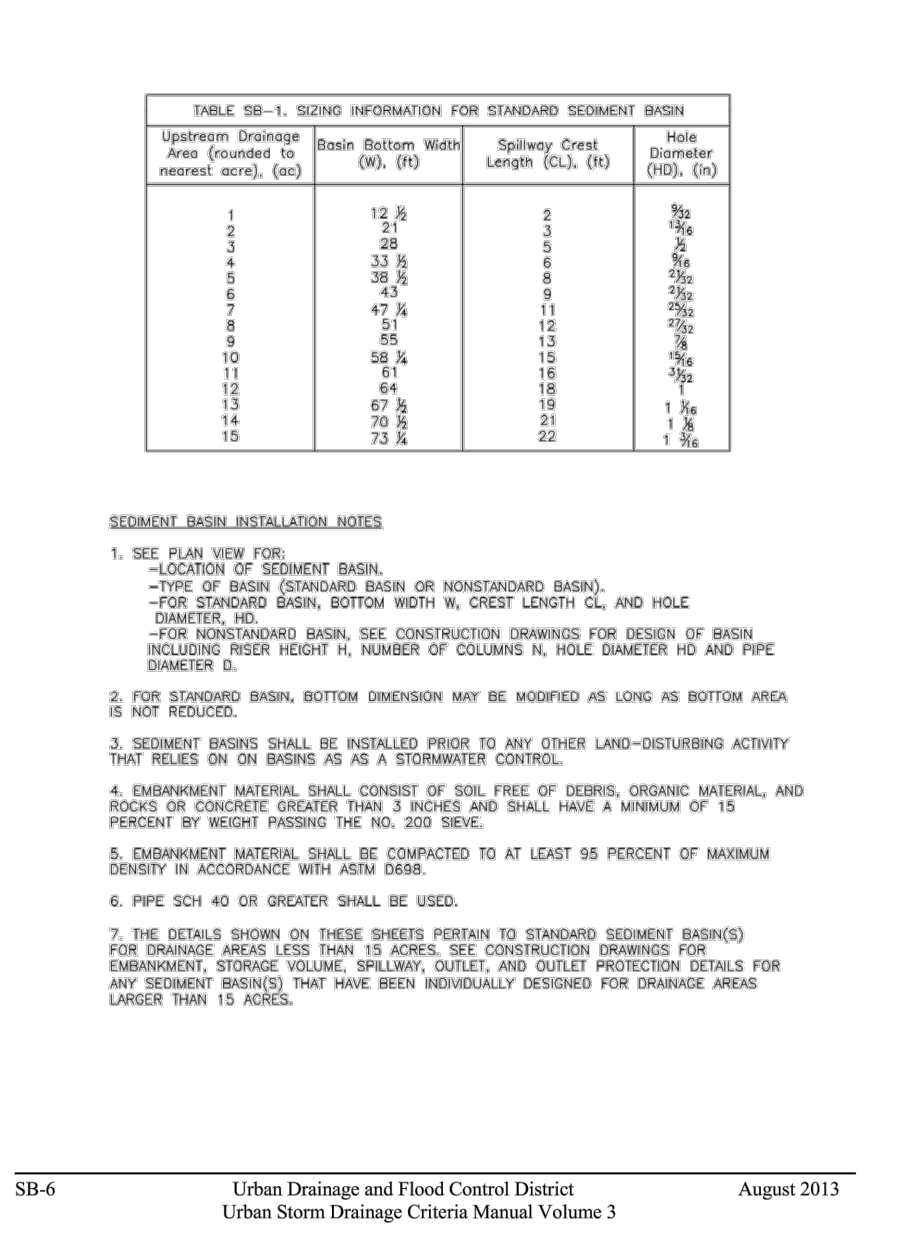 TABLE SB-1. SIZING INFORMATION FOR STANDARD SEDIMENT BASIN
Upstream Drainage
Area (rounded to
nearest acre), (ac)
Basin Bottom Width
(W), (ft)
Spillway Crest
Length (CL), (ft)
Hole
Diameter
(HD), (in)
1 12 1/2 2 9/32
2 21 3 13/16
3 28 5 1/2
4 33 1/2 6 9/16
5 38 1/2 8 21/32
6 43 9 21/32
7 47 1/4 11 25/32
8 51 12 27/32
9 55 13 7/8
10 58 1/4 15 15/16
11 61 16 31/32
12 64 18 1
13 67 1/2 19 1 1/16
14 70 1/2 21 1 1/8
15 73 1/4 22 1 3/16
SEDIMENT BASIN INSTALLATION NOTES
1. SEE PLAN VIEW FOR:
-LOCATION OF SEDIMENT BASIN.
-TYPE OF BASIN (STANDARD BASIN OR NONSTANDARD BASIN).
-FOR STANDARD BASIN, BOTTOM WIDTH W, CREST LENGTH CL, AND HOLE
DIAMETER, HD.
-FOR NONSTANDARD BASIN, SEE CONSTRUCTION DRAWINGS FOR DESIGN OF BASIN
INCLUDING RISER HEIGHT H, NUMBER OF COLUMNS N, HOLE DIAMETER HD AND PIPE
DIAMETER D.
2. FOR STANDARD BASIN, BOTTOM DIMENSION MAY BE MODIFIED AS LONG AS BOTTOM AREA
IS NOT REDUCED.
3. SEDIMENT BASINS SHALL BE INSTALLED PRIOR TO ANY OTHER LAND-DISTURBING ACTIVITY
THAT RELIES ON ON BASINS AS AS A STORMWATER CONTROL.
4. EMBANKMENT MATERIAL SHALL CONSIST OF SOIL FREE OF DEBRIS, ORGANIC MATERIAL, AND
ROCKS OR CONCRETE GREATER THAN 3 INCHES AND SHALL HAVE A MINIMUM OF 15
PERCENT BY WEIGHT PASSING THE NO. 200 SIEVE.
5. EMBANKMENT MATERIAL SHALL BE COMPACTED TO AT LEAST 95 PERCENT OF MAXIMUM
DENSITY IN ACCORDANCE WITH ASTM D698.
6. PIPE SCH 40 OR GREATER SHALL BE USED.
7. THE DETAILS SHOWN ON THESE SHEETS PERTAIN TO STANDARD SEDIMENT BASIN(S)
FOR DRAINAGE AREAS LESS THAN 15 ACRES. SEE CONSTRUCTION DRAWINGS FOR
EMBANKMENT, STORAGE VOLUME, SPILLWAY, OUTLET, AND OUTLET PROTECTION DETAILS FOR
ANY SEDIMENT BASIN(S) THAT HAVE BEEN INDIVIDUALLY DESIGNED FOR DRAINAGE AREAS
LARGER THAN 15 ACRES.
SB-6 Urban Drainage and Flood Control District August 2013
Urban Storm Drainage Criteria Manual Volume 3